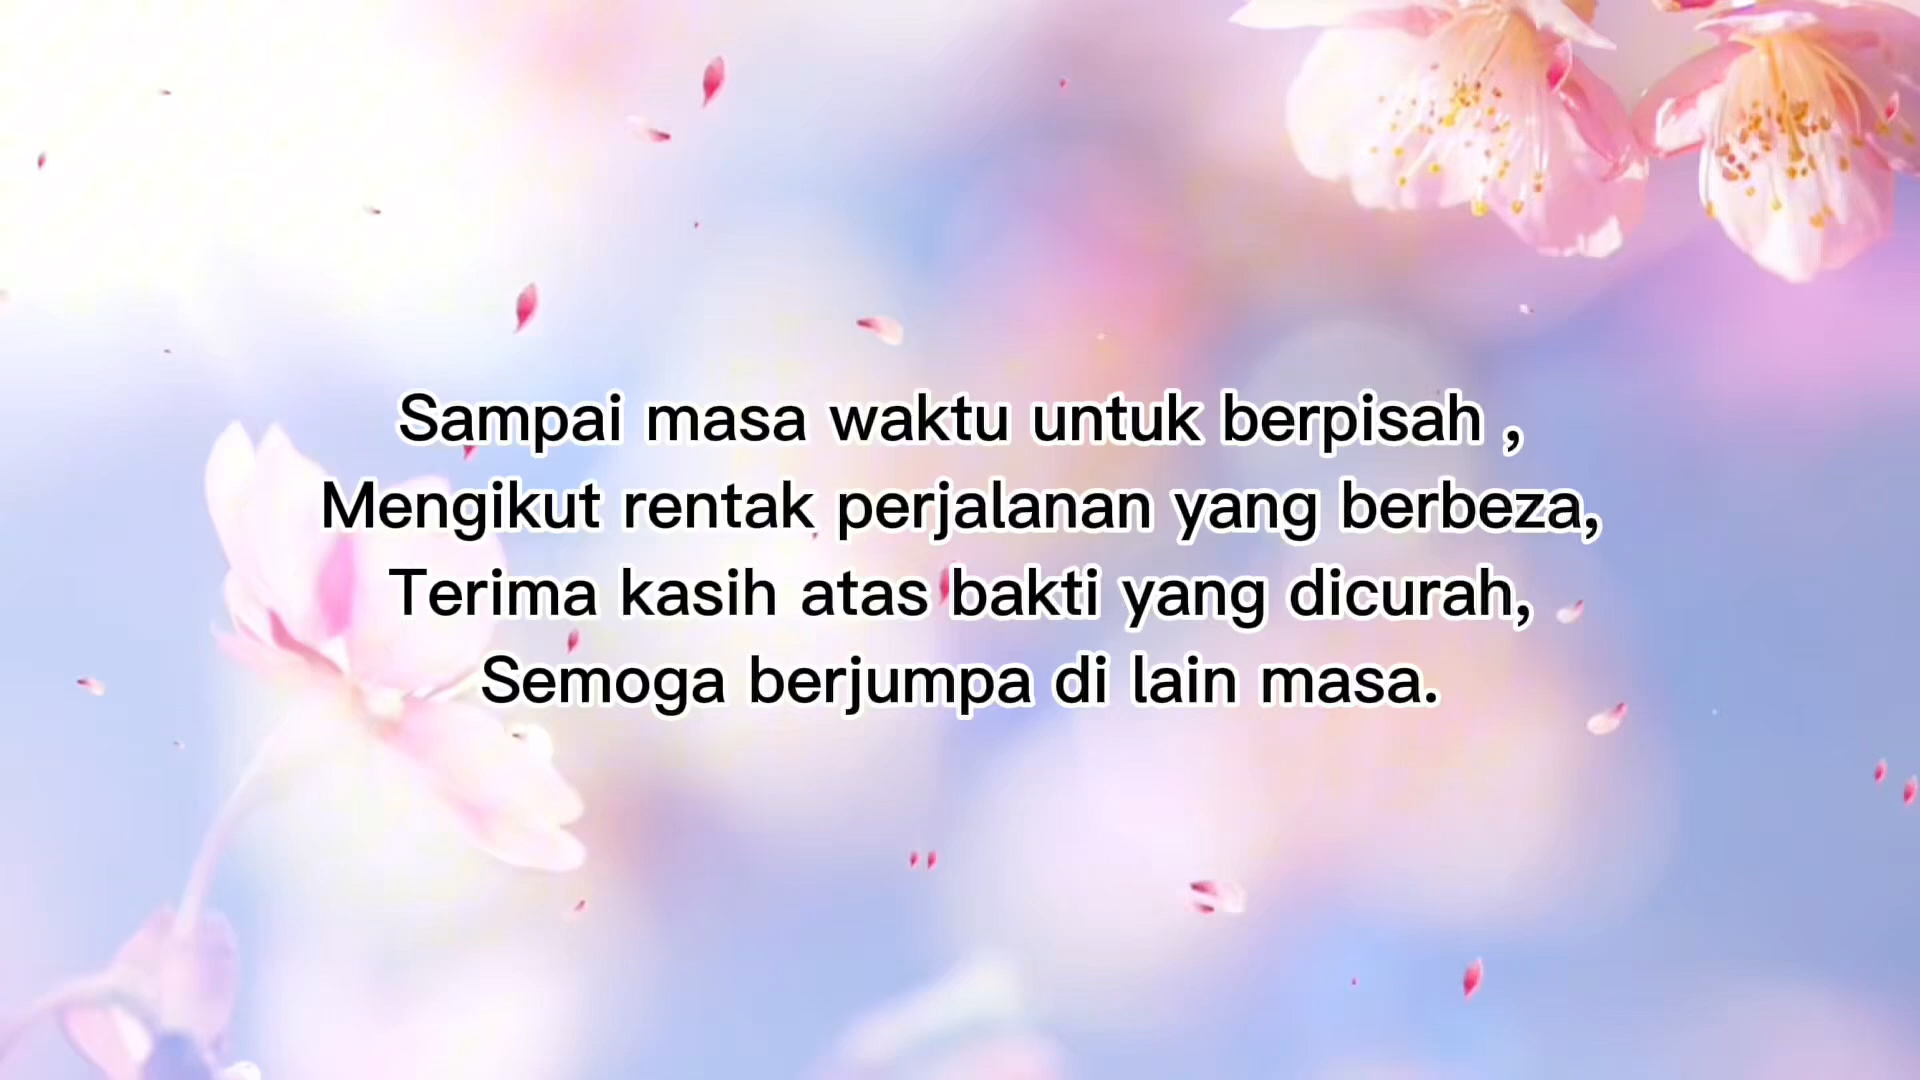 Sampai masa waktu untuk berpisah ,
Mengikut rentak perjalanan yang berbeza,
Terima kasih atas bakti yang dicurah,
Semoga berjumpa di lain masa.